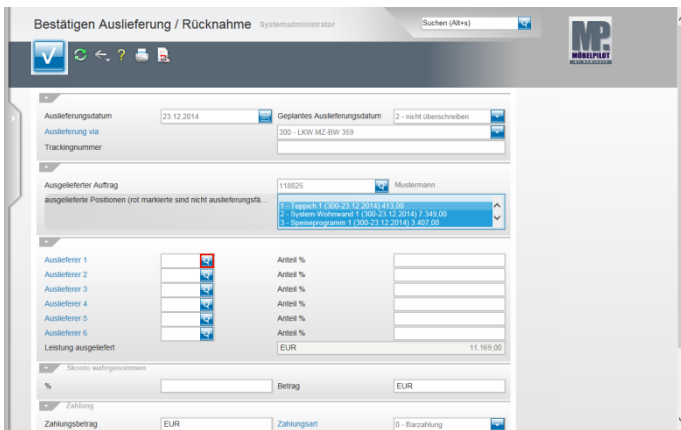 Bestätigen Auslieferung / Rücknahme Systemadministrator Suchen (Alt+s)
MP
MÖBELPILOT
Auslieferungsdatum 23.12.2014 Geplantes Auslieferungsdatum 2 - nicht überschreiben
Auslieferung via 300 - LKW MZ-BW 359
Trackingnummer
Ausgelieferter Auftrag 118825 Mustermann
ausgelieferte Positionen (rot markierte sind nicht auslieferungsfä...
1 - Teppich 1 (300-23.12.2014) 413,00
2 - System-Wohnwand 1 (300-23.12.2014) 7.349,00
3 - Speiseprogramm 1 (300-23.12.2014) 3.407,00
Auslieferer 1 Anteil %
Auslieferer 2 Anteil %
Auslieferer 3 Anteil %
Auslieferer 4 Anteil %
Auslieferer 5 Anteil %
Auslieferer 6 Anteil %
Leistung ausgeliefert EUR 11.169,00
Skonto wahrgenommen
% Betrag EUR
Zahlung
Zahlungsbetrag EUR Zahlungsart 0 - Barzahlung